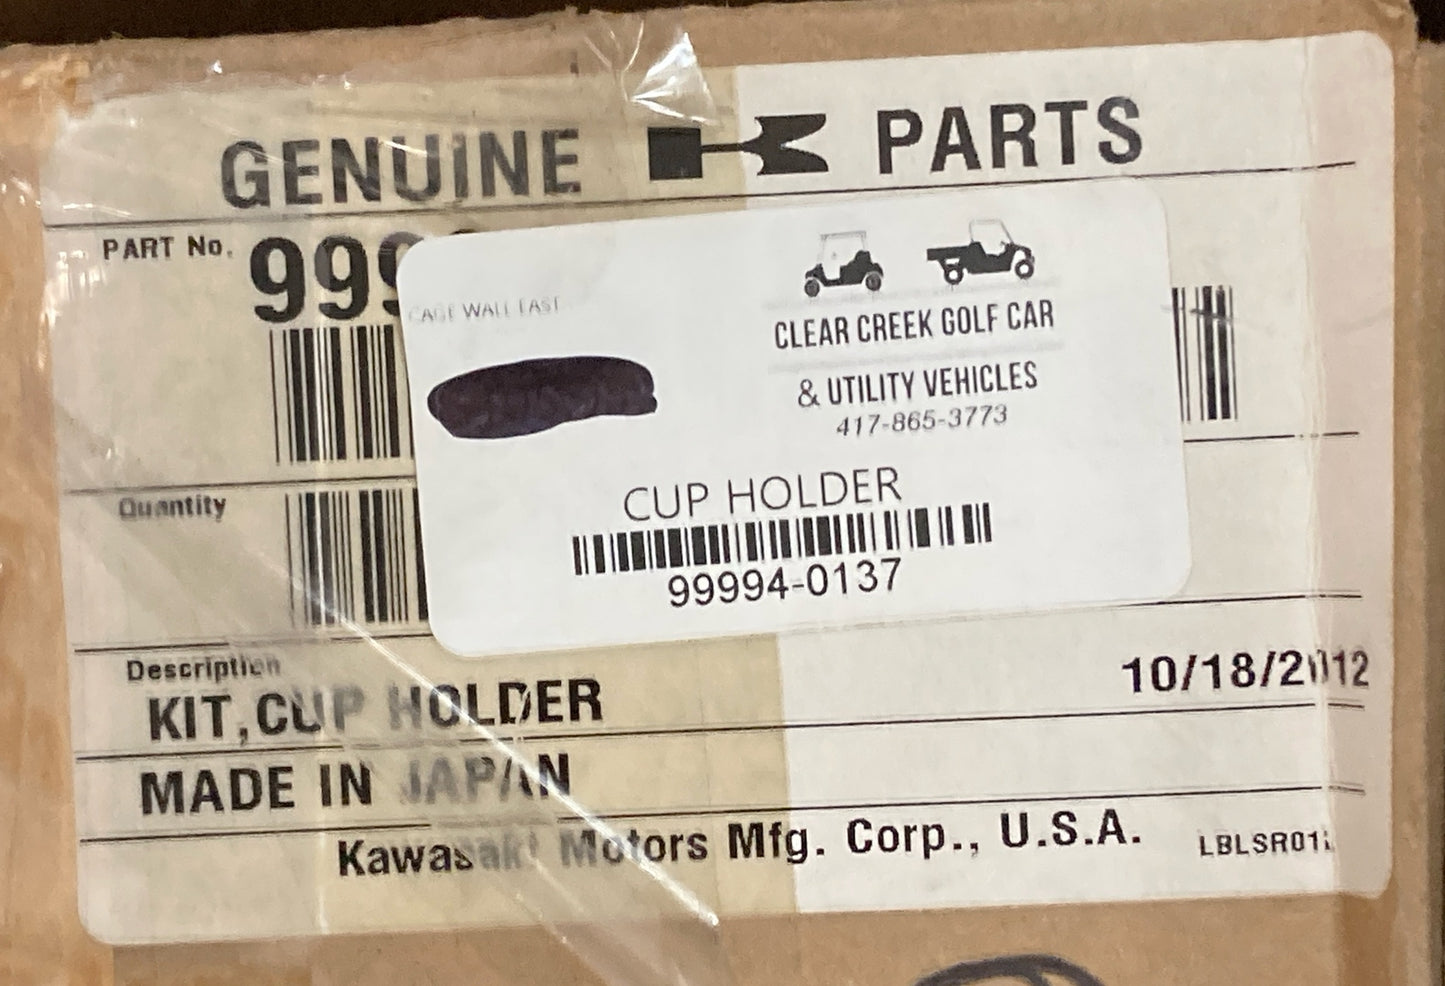 GENUINE PARTS
PART No. 999
CAGE WALL EAST
CLEAR CREEK GOLF CAR
& UTILITY VEHICLES
417-865-3773
CUP HOLDER
99994-0137
Quantity
Description
10/18/2012
KIT, CUP HOLDER
MADE IN JAPAN
Kawasaki Motors Mfg. Corp., U.S.A.